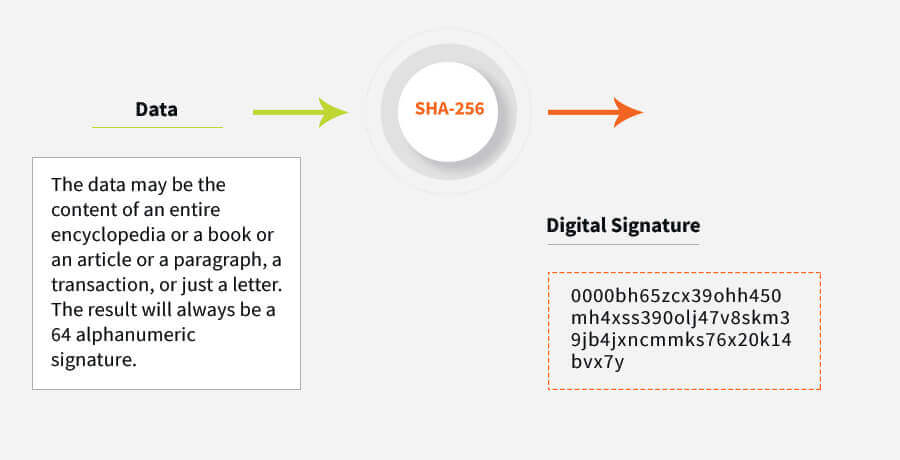 Data
SHA-256
The data may be the
content of an entire
encyclopedia or a book or
an article or a paragraph, a
transaction, or just a letter.
The result will always be a
64 alphanumeric
signature.
Digital Signature
0000bh65zcx39ohh450
mh4xss390olj47v8skm3
9jb4jxncmmks76x20k14
bvx7y